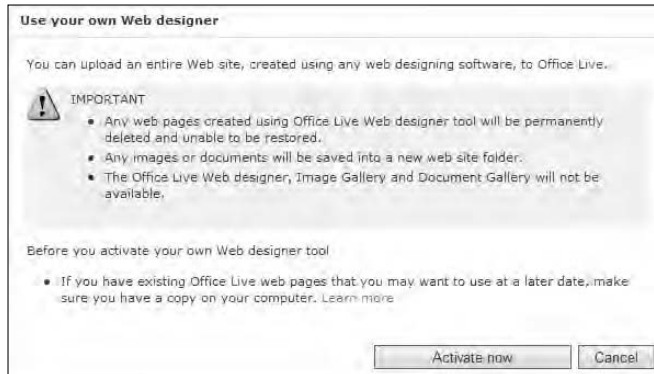 Use your own Web designer
You can upload an entire Web site, created using any web designing software, to Office Live.
IMPORTANT
• Any web pages created using Office Live Web designer tool will be permanently
deleted and unable to be restored.
• Any images or documents will be saved into a new web site folder.
• The Office Live Web designer, Image Gallery and Document Gallery will not be
available.
Before you activate your own Web designer tool
• If you have existing Office Live web pages that you may want to use at a later date, make
sure you have a copy on your computer. Learn more
Activate now Cancel